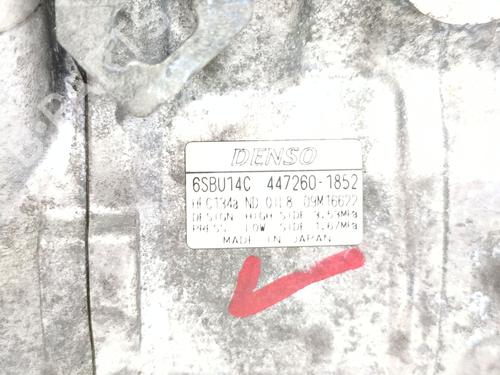 DENSO
6SBU14C 447260-1852
HFC134a ND OIL8 09M16622
DESIGN HIGH SIDE 3.53MPa
PRESS. LOW SIDE 1.67MPa
MADE IN JAPAN